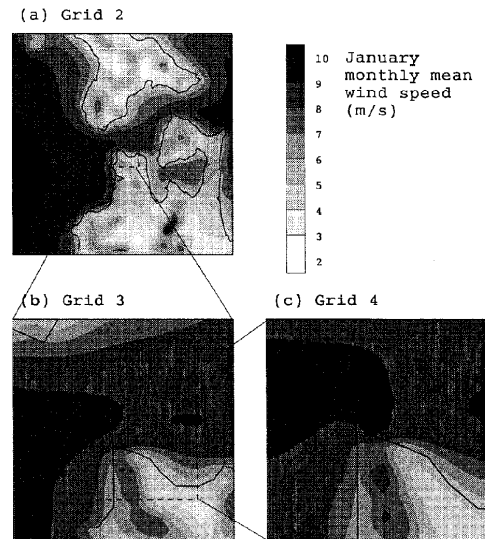 (a) Grid 2
10
9
8
7
6
5
4
3
2
January
monthly mean
wind speed
(m/s)
(b) Grid 3
(c) Grid 4